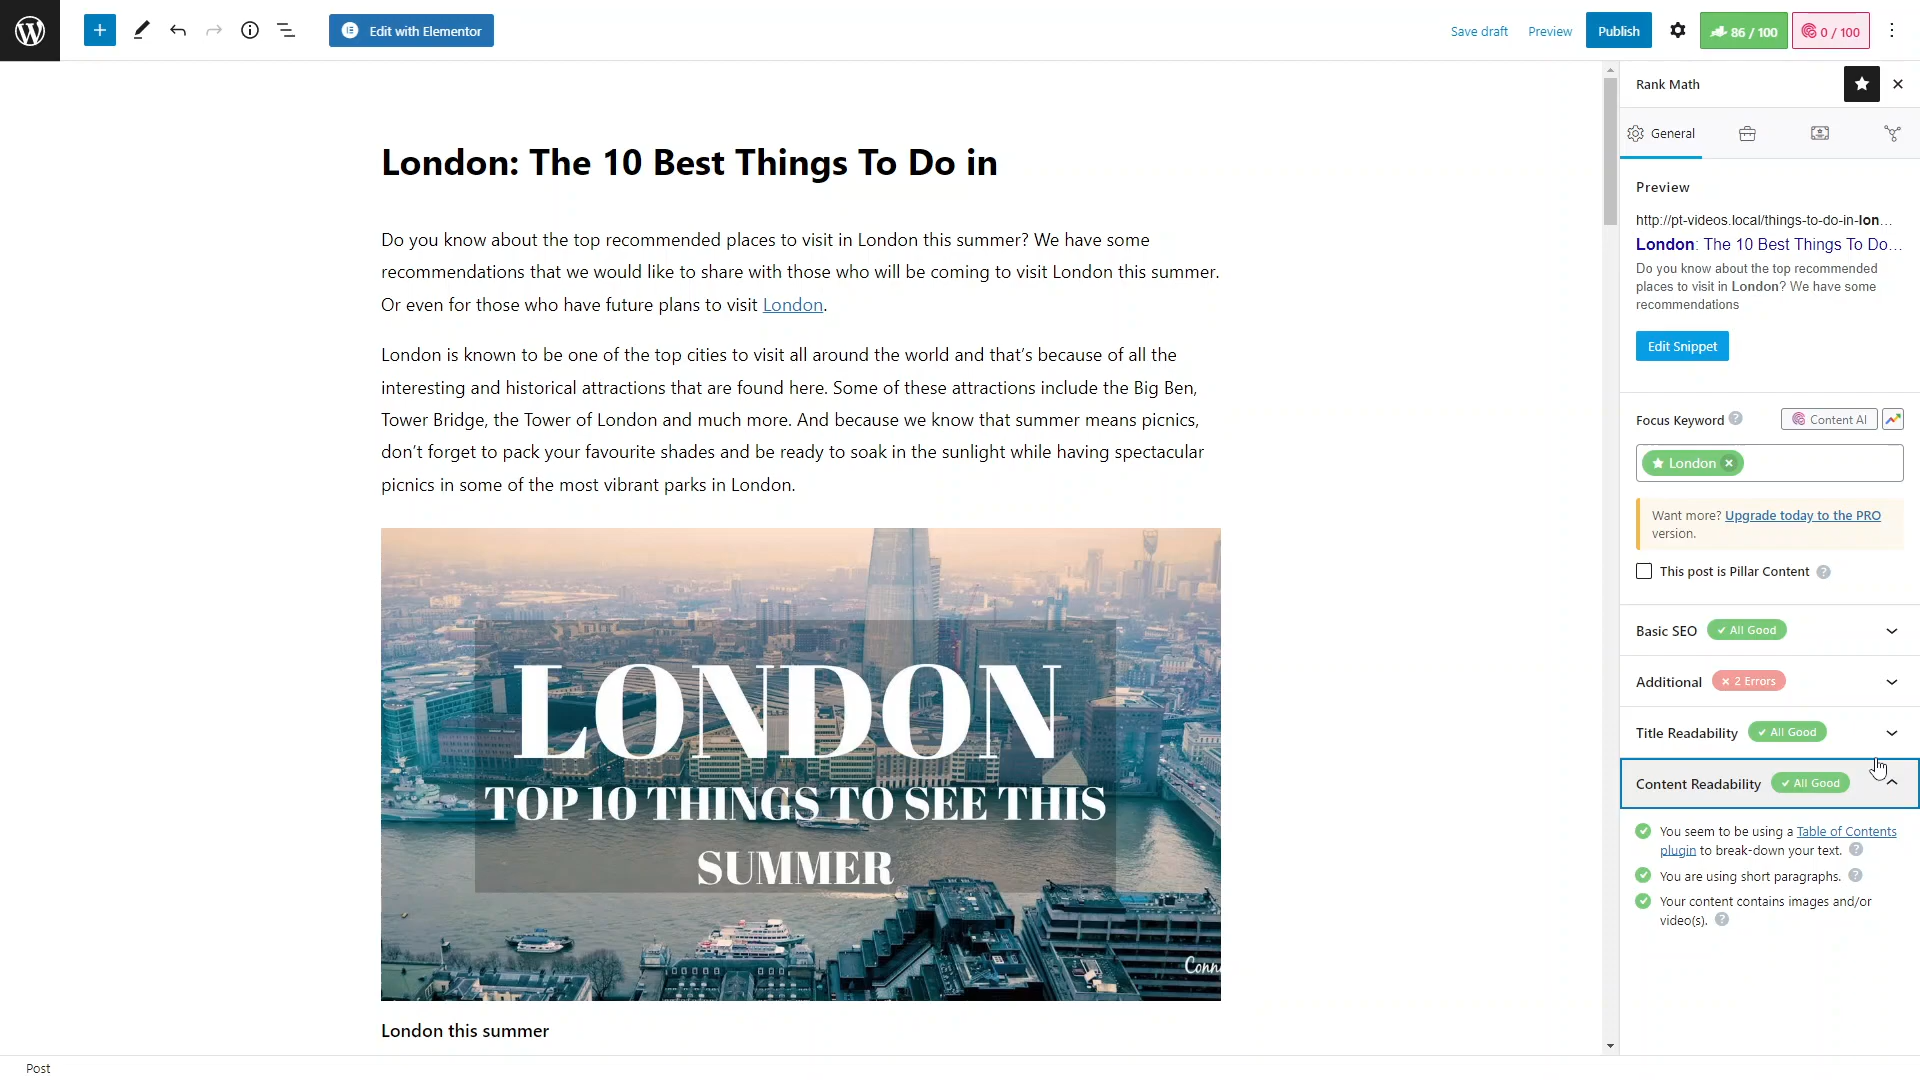 Edit with Elementor
Save draft
Preview
Publish
86 / 100
0 / 100
London: The 10 Best Things To Do in
Do you know about the top recommended places to visit in London this summer? We have some
recommendations that we would like to share with those who will be coming to visit London this summer.
Or even for those who have future plans to visit London.
London is known to be one of the top cities to visit all around the world and that's because of all the
interesting and historical attractions that are found here. Some of these attractions include the Big Ben,
Tower Bridge, the Tower of London and much more. And because we know that summer means picnics,
don't forget to pack your favourite shades and be ready to soak in the sunlight while having spectacular
picnics in some of the most vibrant parks in London.
LONDON
TOP 10 THINGS TO SEE THIS
SUMMER
Conn
London this summer
Post
Rank Math
General
Preview
http://pt-videos.local/things-to-do-in-lon...
London: The 10 Best Things To Do...
Do you know about the top recommended
places to visit in London? We have some
recommendations
Edit Snippet
Focus Keyword
Content AI
London
Want more? Upgrade today to the PRO
version.
This post is Pillar Content
Basic SEO
All Good
Additional
2 Errors
Title Readability
All Good
Content Readability
All Good
You seem to be using a Table of Contents
plugin to break-down your text.
You are using short paragraphs.
Your content contains images and/or
video(s).